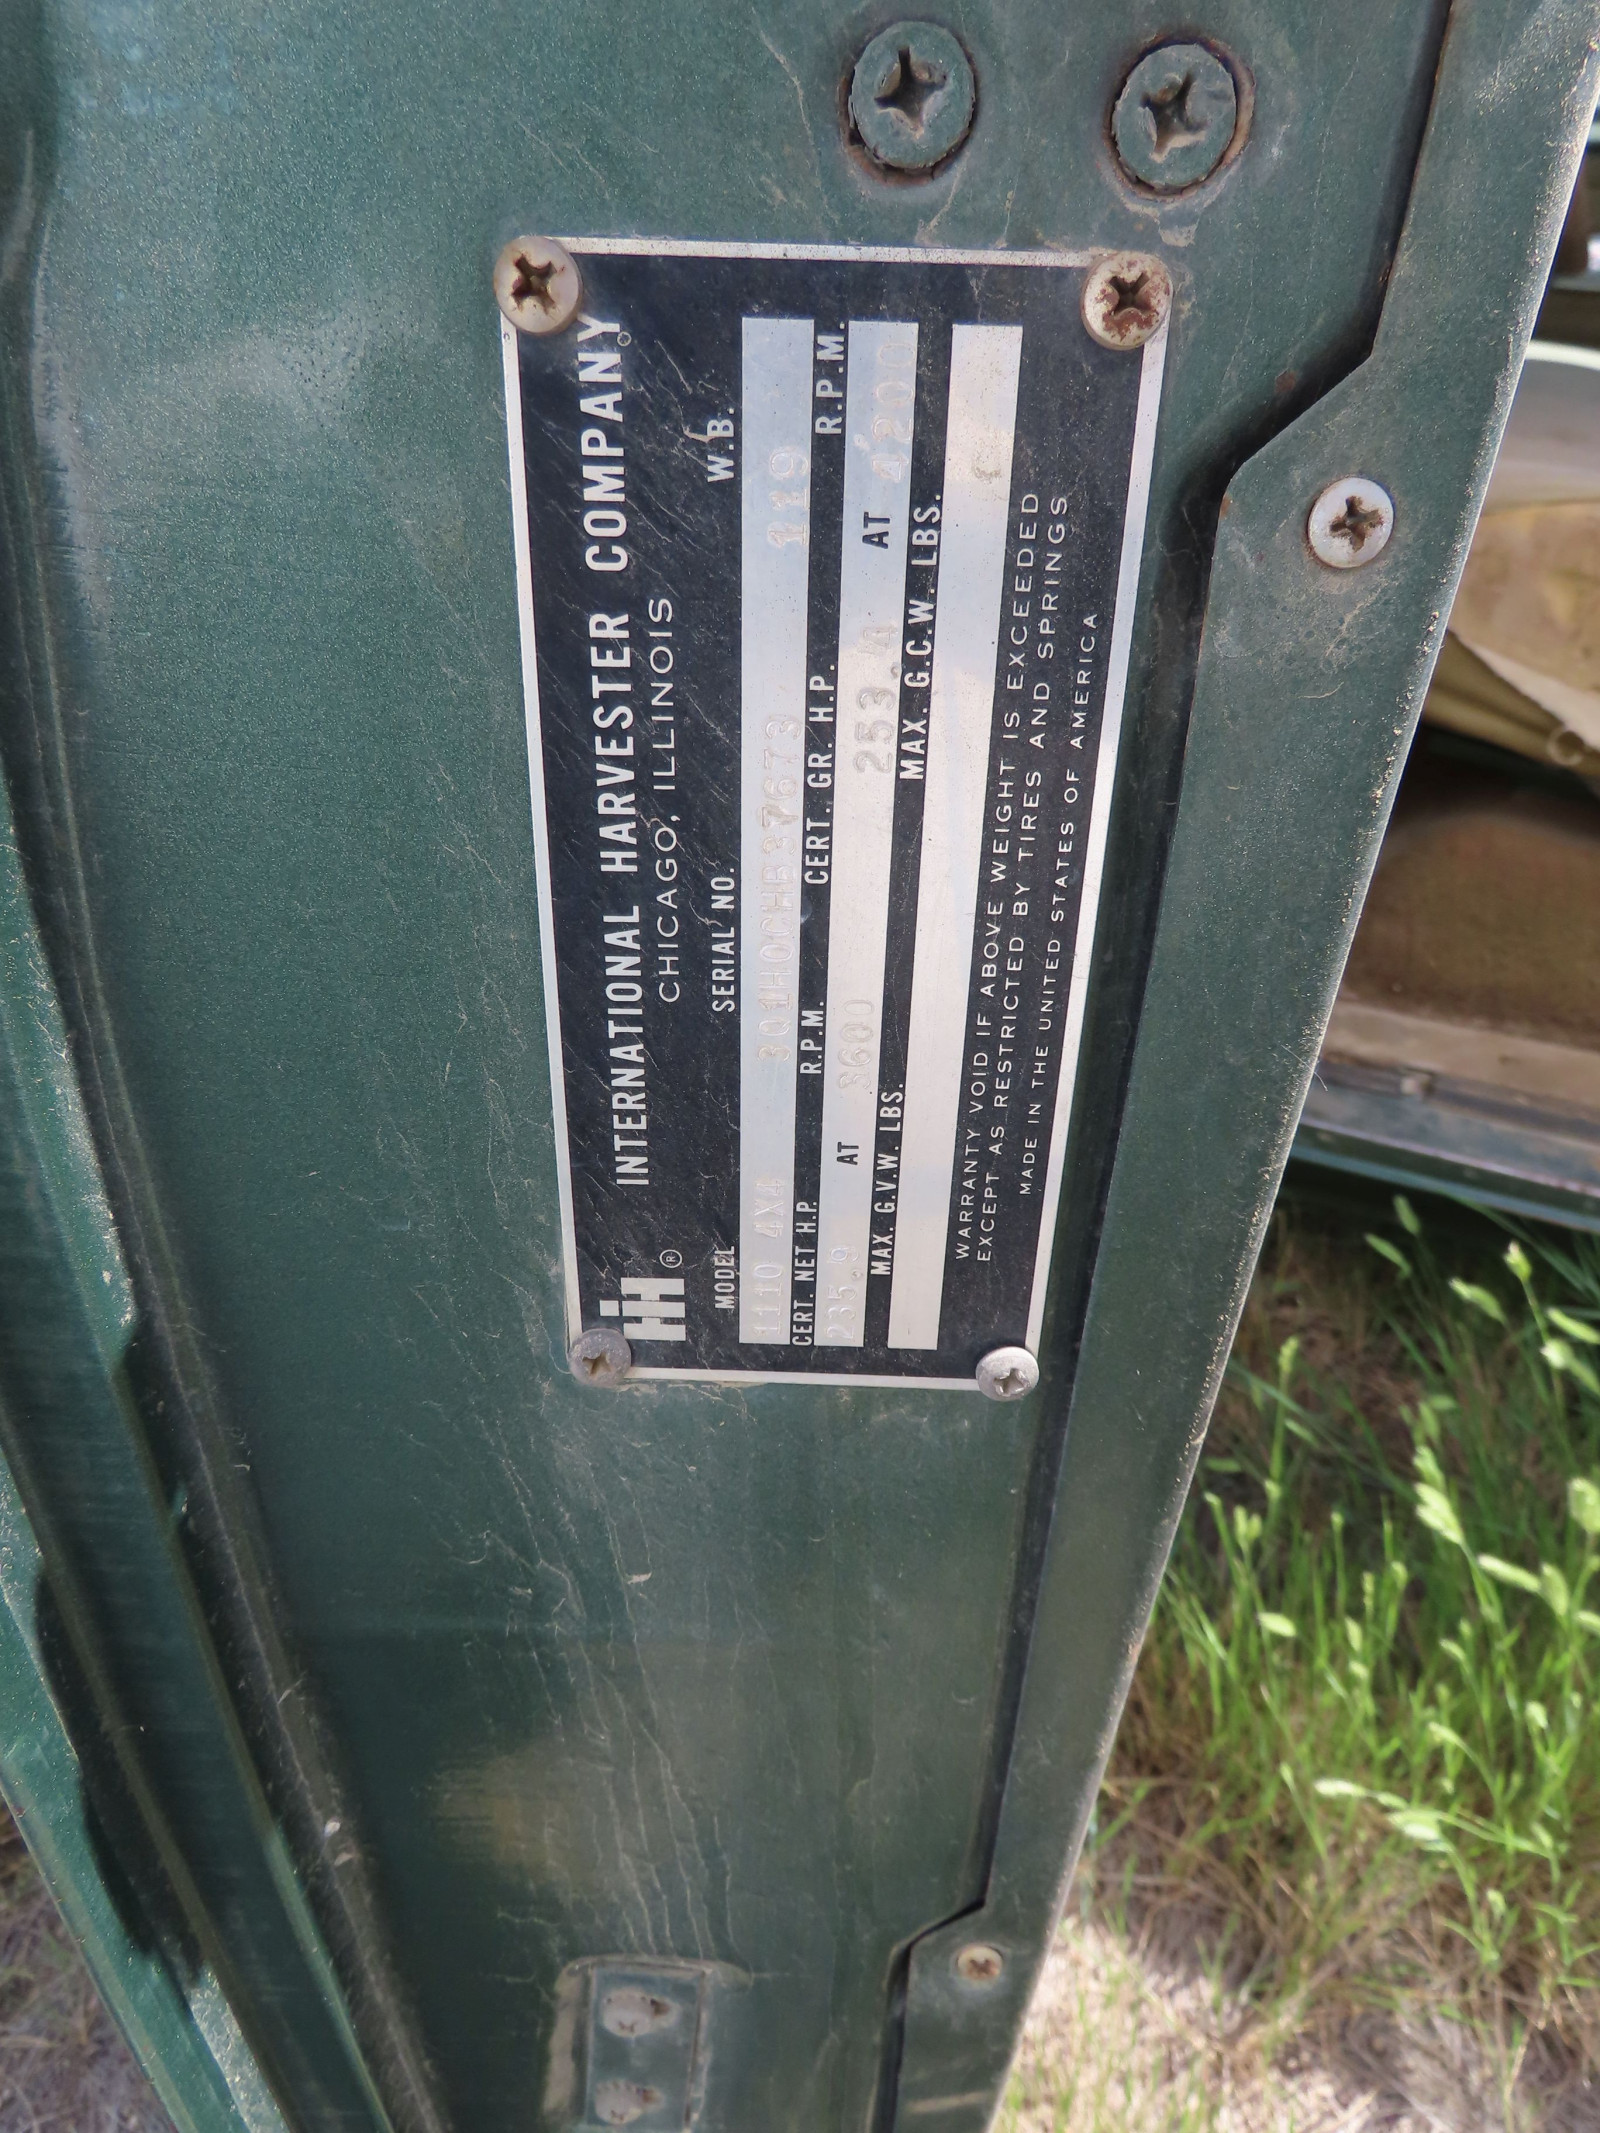 IH ® INTERNATIONAL HARVESTER COMPANY
CHICAGO, ILLINOIS
MODEL SERIAL NO. W.B.
1110 4X4 301H0CHB37673 119
CERT. NET H.P. R.P.M. CERT. GR. H.P. R.P.M.
235.9 AT 3600 253.4 AT 4200
MAX. G.V.W. LBS. MAX. G.C.W. LBS.
WARRANTY VOID IF ABOVE WEIGHT IS EXCEEDED
EXCEPT AS RESTRICTED BY TIRES AND SPRINGS
MADE IN THE UNITED STATES OF AMERICA